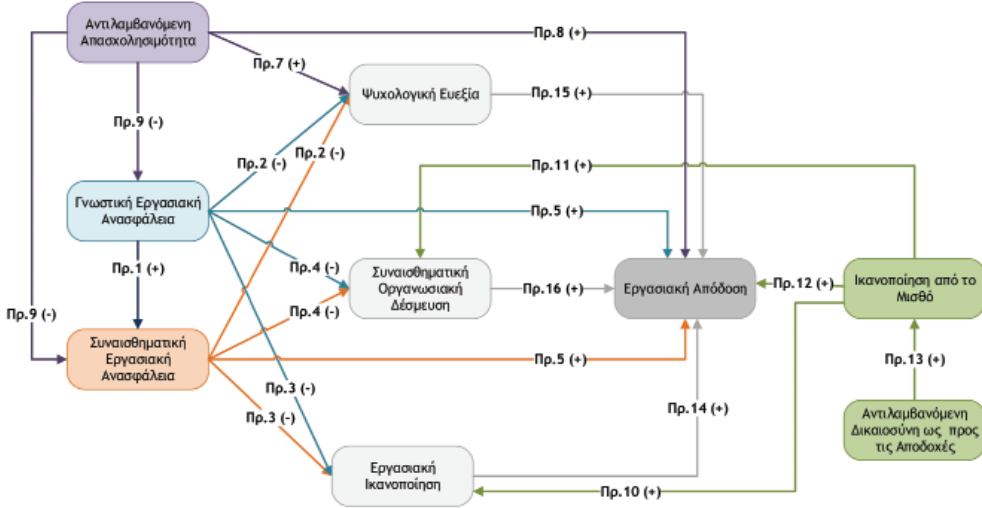 Αντιλαμβανόμενη
Απασχολησιμότητα
Πρ.8 (+)
Πρ.7 (+)
Ψυχολογική Ευεξία
Πρ.15 (+)
Πρ.9 (-)
Πρ.2 (-)
Πρ.2 (-)
Πρ.11 (+)
Γνωστική Εργασιακή
Ανασφάλεια
Πρ.5 (+)
Πρ.1 (+)
Πρ.4 (-)
Συναισθηματική
Οργανωσιακή
Δέσμευση
Πρ.16 (+)
Εργασιακή Απόδοση
Πρ.12 (+)
Ικανοποίηση από το
Μισθό
Πρ.4 (-)
Πρ.9 (-)
Συναισθηματική
Εργασιακή
Ανασφάλεια
Πρ.5 (+)
Πρ.13 (+)
Πρ.3 (-)
Πρ.3 (-)
Πρ.14 (+)
Αντιλαμβανόμενη
Δικαιοσύνη ως προς
τις Αποδοχές
Εργασιακή
Ικανοποίηση
Πρ.10 (+)